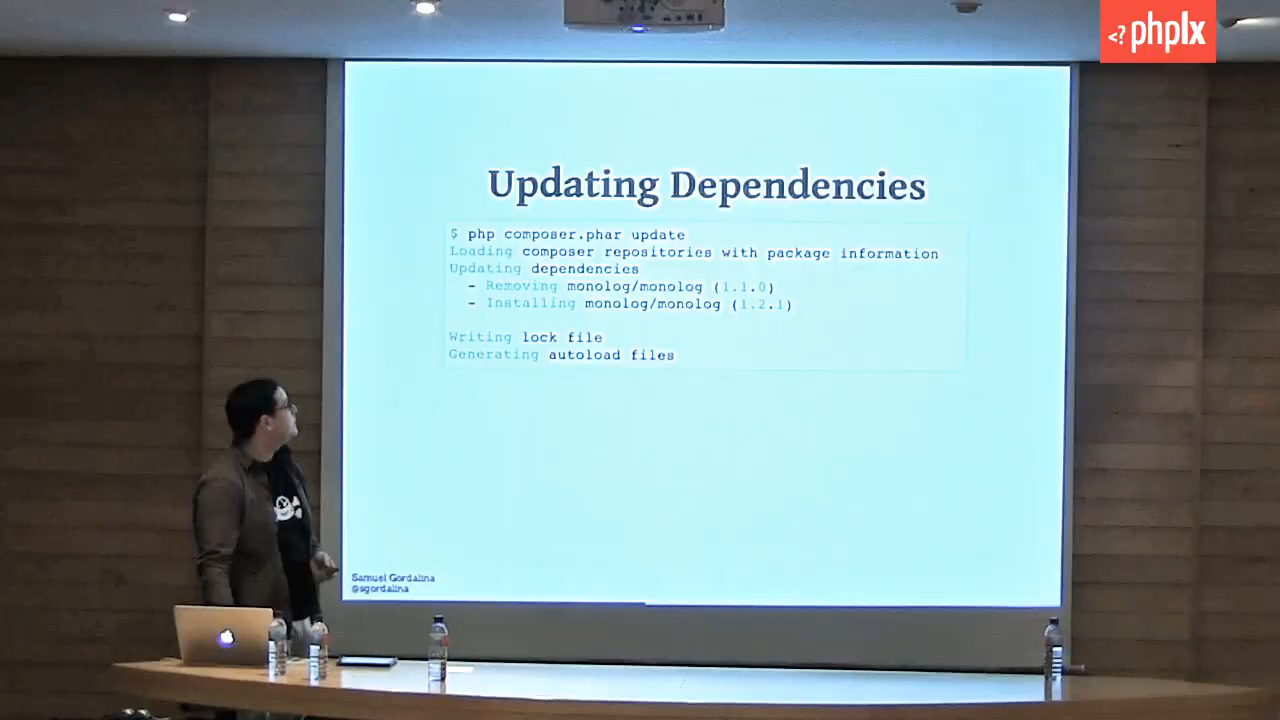 <? phplx
Updating Dependencies
$ php composer.phar update
Loading composer repositories with package information
Updating dependencies
- Removing monolog/monolog (1.1.0)
- Installing monolog/monolog (1.2.1)
Writing lock file
Generating autoload files
Samuel Gordalina
@sgordalina